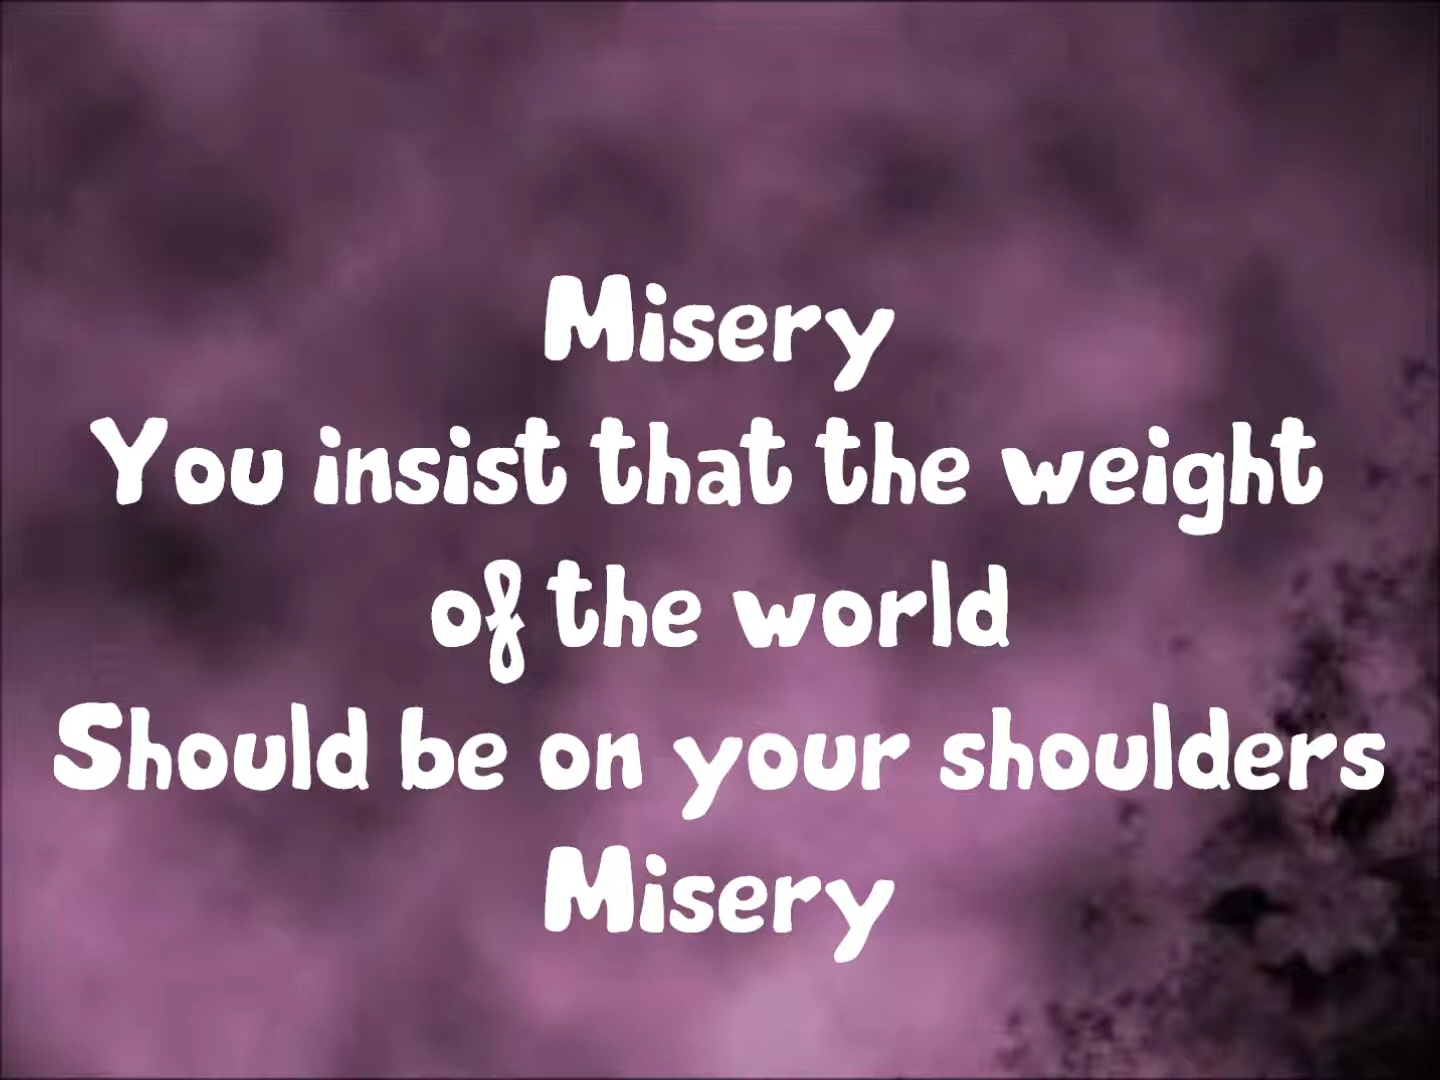 Misery
You insist that the weight
of the world
Should be on your shoulders
Misery